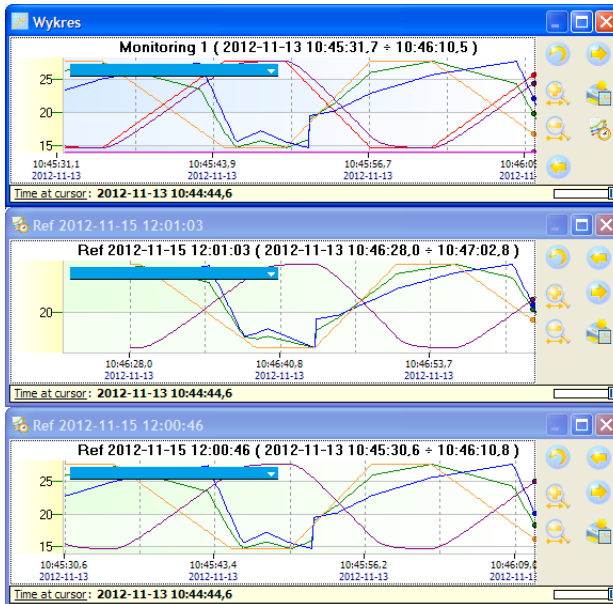 Wykres
Monitoring 1 ( 2012-11-13 10:45:31,7 ÷ 10:46:10,5 )
25
20
15
10:45:31,1 10:45:43,9 10:45:56,7 10:46:09
2012-11-13 2012-11-13 2012-11-13 2012-11-13
Time at cursor: 2012-11-13 10:44:44,6
Ref 2012-11-15 12:01:03
Ref 2012-11-15 12:01:03 ( 2012-11-13 10:46:28,0 ÷ 10:47:02,8 )
20
10:46:28,0 10:46:40,8 10:46:53,7
2012-11-13 2012-11-13 2012-11-13
Time at cursor: 2012-11-13 10:44:44,6
Ref 2012-11-15 12:00:46
Ref 2012-11-15 12:00:46 ( 2012-11-13 10:45:30,6 ÷ 10:46:10,8 )
25
20
15
10:45:30,6 10:45:43,4 10:45:56,2 10:46:09,0
2012-11-13 2012-11-13 2012-11-13 2012-11-13
Time at cursor: 2012-11-13 10:44:44,6